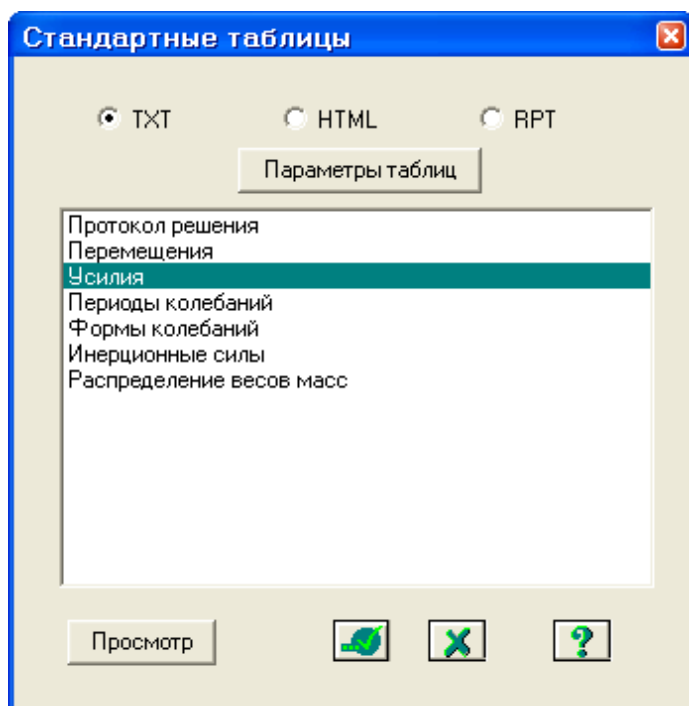 Стандартные таблицы
TXT HTML RPT
Параметры таблиц
Протокол решения
Перемещения
Усилия
Периоды колебаний
Формы колебаний
Инерционные силы
Распределение весов масс
Просмотр ?